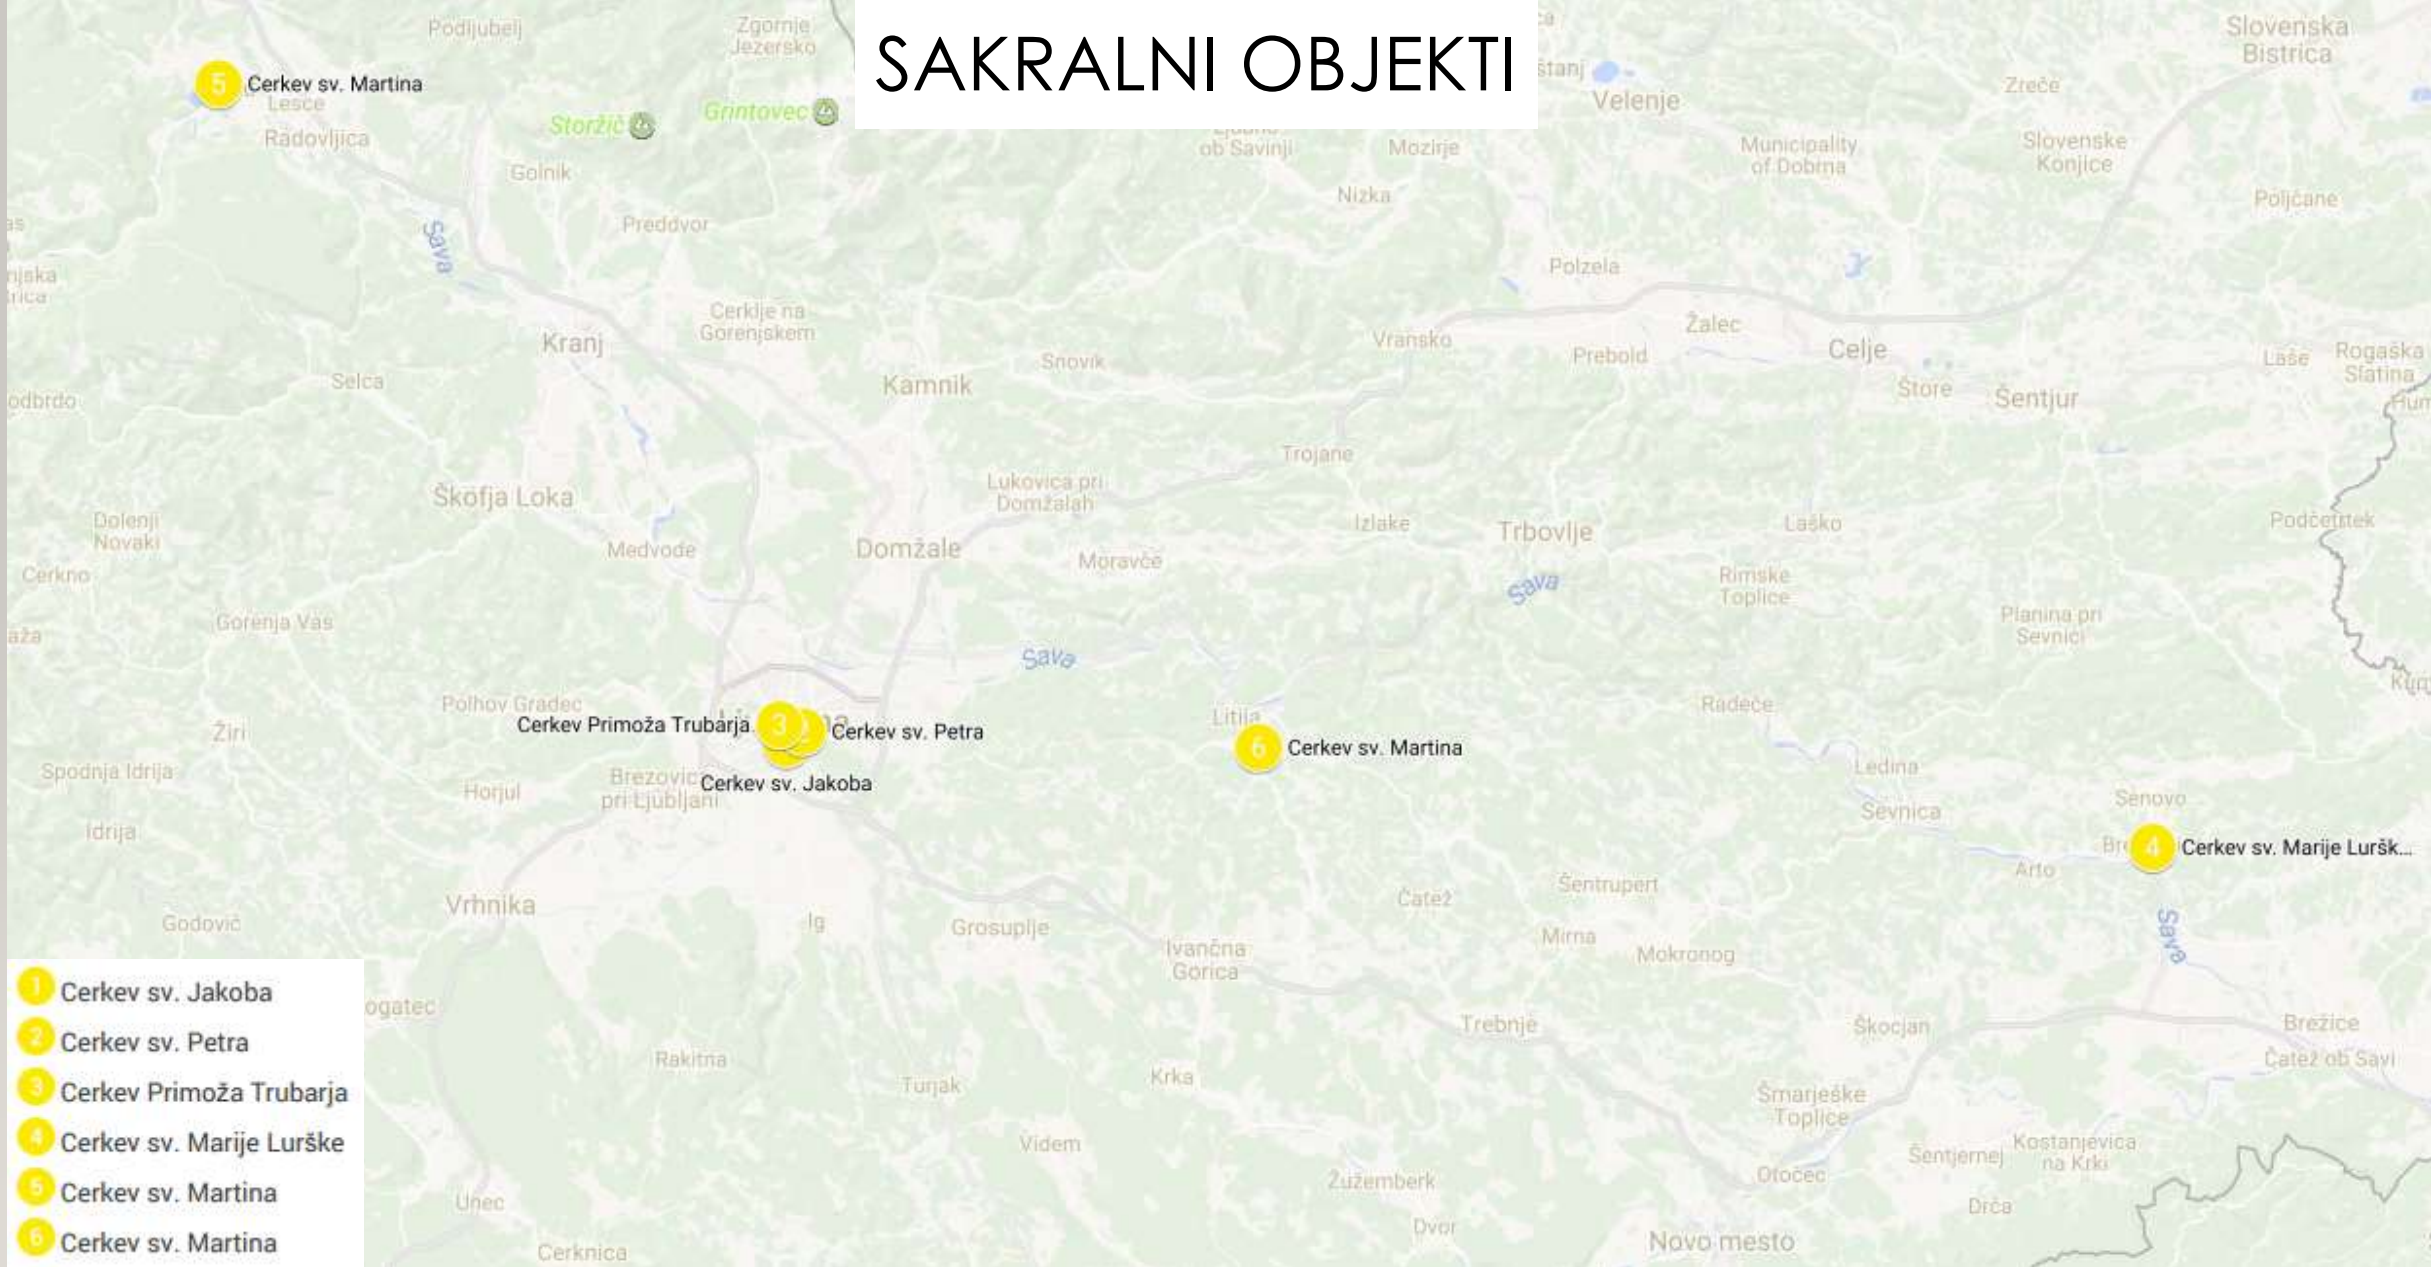 SAKRALNI OBJEKTI
Podljubelj
Zgornje
Jezersko
Slovenska
Bistrica
Cerkev sv. Martina
Lesce
Radovljica
Storžič
Grintovec
Velenje
Zreče
ob Savinji
Mozirje
Municipality
of Dobrna
Slovenske
Konjice
Golnik
Nizka
Poljčane
Preddvor
Sava
Polzela
Cerklje na
Gorenjskem
Kranj
Vransko
Žalec
Prebold
Celje
Laše
Rogaška
Slatina
Snovik
Selca
Kamnik
Štore
Šentjur
Trojane
Škofja Loka
Lukovica pri
Domžalah
Dolenji
Novaki
Izlake
Trbovlje
Laško
Podčetrtek
Medvode
Domžale
Moravče
Cerkno
Rimske
Toplice
Sava
Gorenja Vas
Planina pri
Sevnici
Sava
Polhov Gradec
Radeče
Litija
Žiri
Cerkev Primoža Trubarja
3
Cerkev sv. Petra
6
Cerkev sv. Martina
Spodnja Idrija
Horjul
pri Ljubljani
Cerkev sv. Jakoba
Ledina
Senovo
Sevnica
Idrija
4
Cerkev sv. Marije Luršk...
Arto
Šentrupert
Čatež
Vrhnika
Godovič
Ig
Grosuplje
Ivančna
Gorica
Mirna
Mokronog
Sava
Trebnje
Škocjan
Brežice
Čatež ob Savi
Rakitna
Turjak
Krka
Šmarješke
Toplice
Videm
Šentjernej
Kostanjevica
na Krki
Žužemberk
Otočec
Unec
Drča
Dvor
Novo mesto
Cerknica
1 Cerkev sv. Jakoba
2 Cerkev sv. Petra
3 Cerkev Primoža Trubarja
4 Cerkev sv. Marije Lurške
5 Cerkev sv. Martina
6 Cerkev sv. Martina